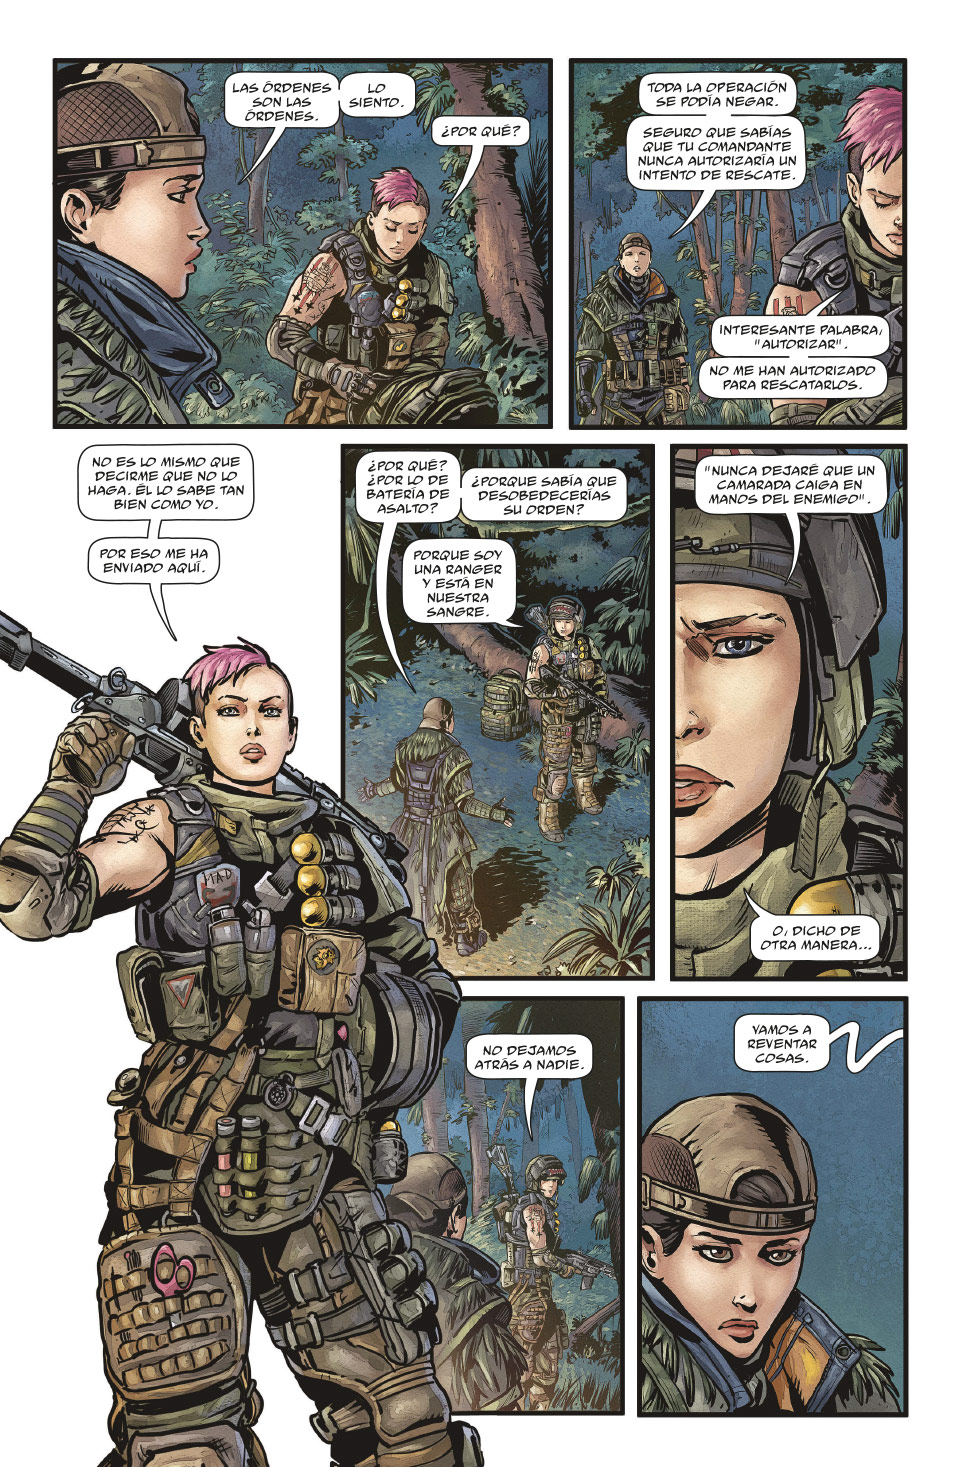 LAS ÓRDENES
SON LAS
ÓRDENES.
LO
SIENTO.
¿POR QUÉ?
TODA LA OPERACIÓN
SE PODÍA NEGAR.
SEGURO QUE SABÍAS
QUE TU COMANDANTE
NUNCA AUTORIZARÍA UN
INTENTO DE RESCATE.
INTERESANTE PALABRA,
"AUTORIZAR".
NO ME HAN AUTORIZADO
PARA RESCATARLOS.
NO ES LO MISMO QUE
DECIRME QUE NO LO
HAGA. ÉL LO SABE TAN
BIEN COMO YO.
POR ESO ME HA
ENVIADO AQUÍ.
¿POR QUÉ?
¿POR LO DE
BATERÍA DE
ASALTO?
¿PORQUE SABÍA QUE
DESOBEDECERÍAS
SU ORDEN?
PORQUE SOY
UNA RANGER
Y ESTÁ EN
NUESTRA
SANGRE.
"NUNCA DEJARÉ QUE UN
CAMARADA CAIGA EN
MANOS DEL ENEMIGO".
O, DICHO DE
OTRA MANERA...
NO DEJAMOS
ATRÁS A NADIE.
VAMOS A
REVENTAR
COSAS.